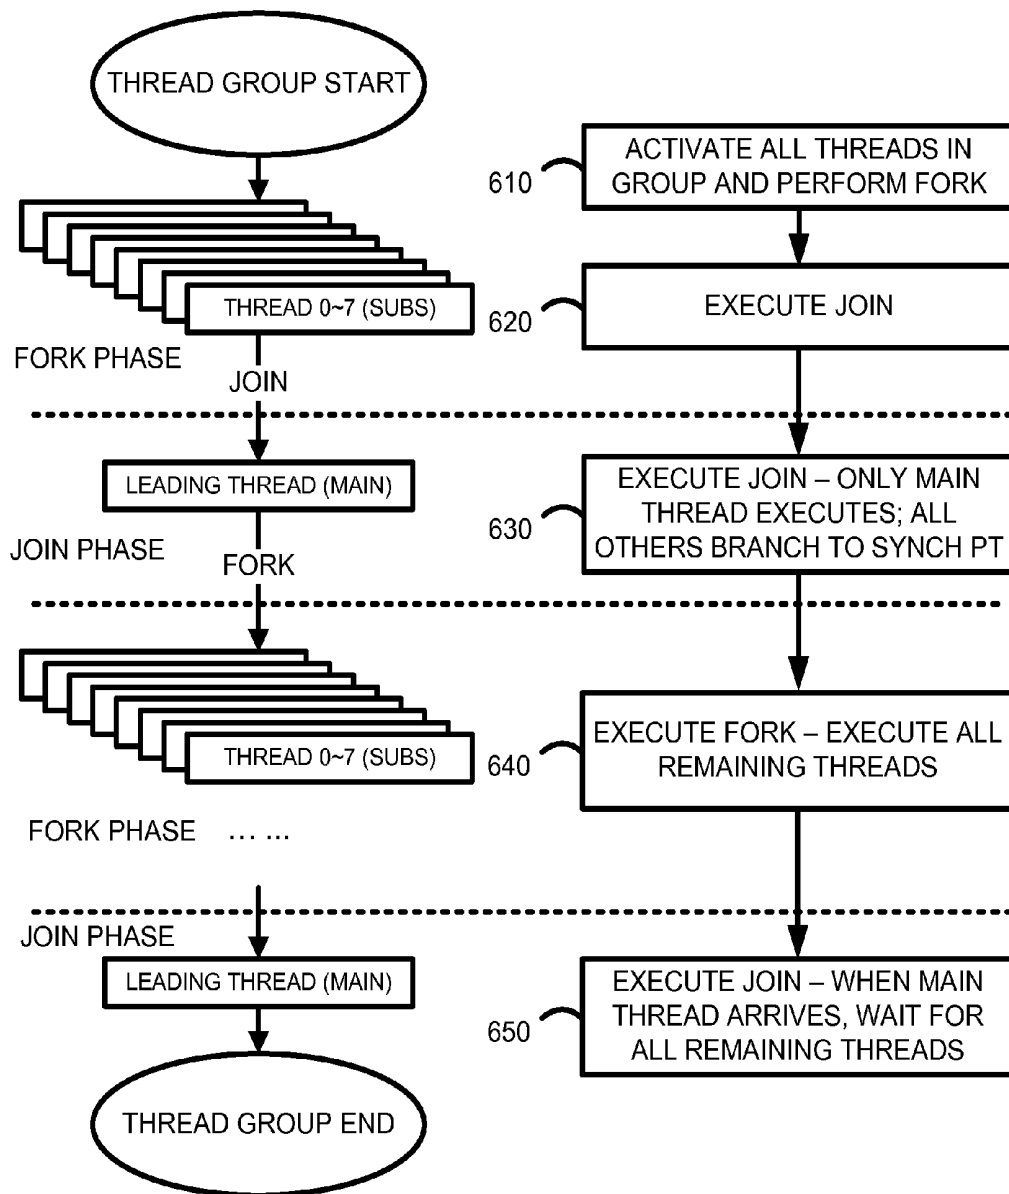 THREAD GROUP START
610
ACTIVATE ALL THREADS IN
GROUP AND PERFORM FORK
THREAD 0~7 (SUBS)
620
EXECUTE JOIN
FORK PHASE
JOIN
LEADING THREAD (MAIN)
JOIN PHASE
FORK
630
EXECUTE JOIN – ONLY MAIN
THREAD EXECUTES; ALL
OTHERS BRANCH TO SYNCH PT
THREAD 0~7 (SUBS)
640
EXECUTE FORK – EXECUTE ALL
REMAINING THREADS
FORK PHASE … ...
JOIN PHASE
LEADING THREAD (MAIN)
650
EXECUTE JOIN – WHEN MAIN
THREAD ARRIVES, WAIT FOR
ALL REMAINING THREADS
THREAD GROUP END